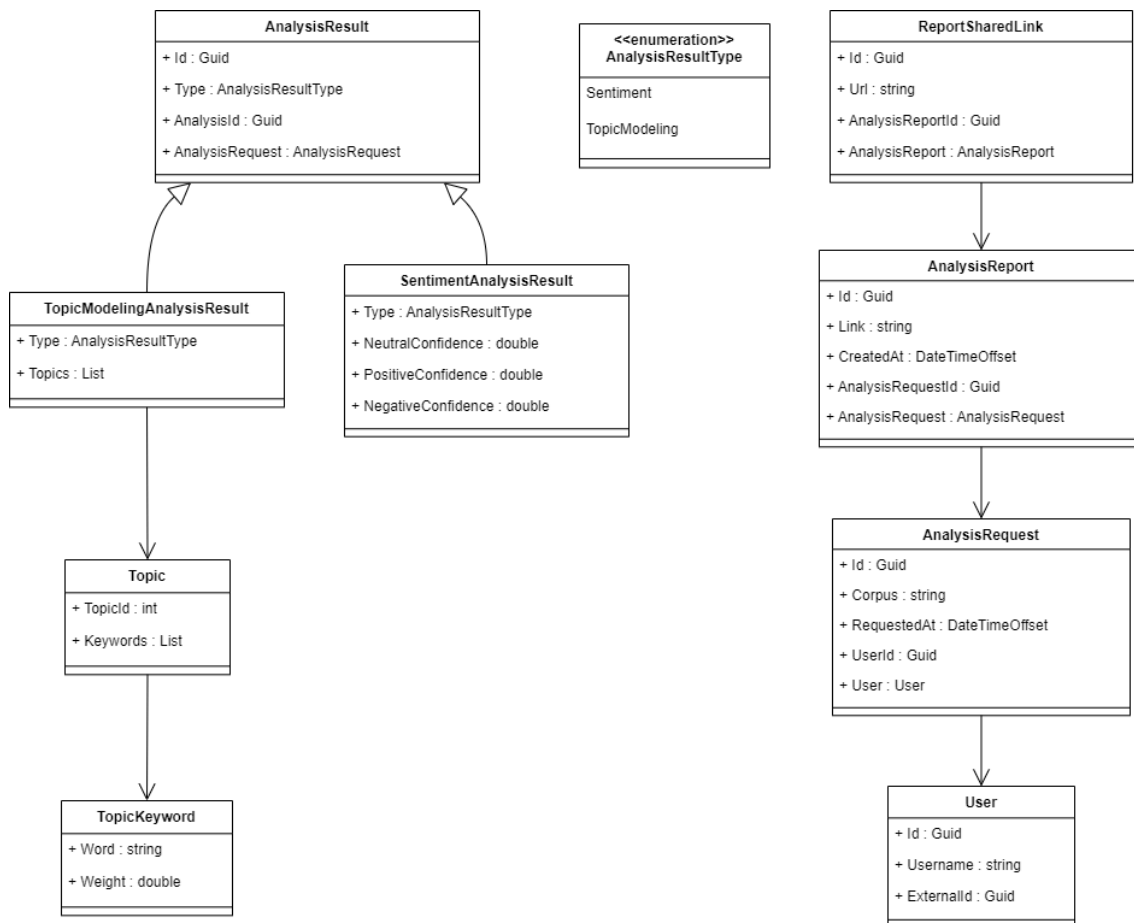 AnalysisResult
+ Id : Guid
+ Type : AnalysisResultType
+ AnalysisId : Guid
+ AnalysisRequest : AnalysisRequest
<<enumeration>>
AnalysisResultType
Sentiment
TopicModeling
ReportSharedLink
+ Id : Guid
+ Url : string
+ AnalysisReportId : Guid
+ AnalysisReport : AnalysisReport
TopicModelingAnalysisResult
+ Type : AnalysisResultType
+ Topics : List
SentimentAnalysisResult
+ Type : AnalysisResultType
+ NeutralConfidence : double
+ PositiveConfidence : double
+ NegativeConfidence : double
AnalysisReport
+ Id : Guid
+ Link : string
+ CreatedAt : DateTimeOffset
+ AnalysisRequestId : Guid
+ AnalysisRequest : AnalysisRequest
Topic
+ TopicId : int
+ Keywords : List
AnalysisRequest
+ Id : Guid
+ Corpus : string
+ RequestedAt : DateTimeOffset
+ UserId : Guid
+ User : User
TopicKeyword
+ Word : string
+ Weight : double
User
+ Id : Guid
+ Username : string
+ ExternalId : Guid